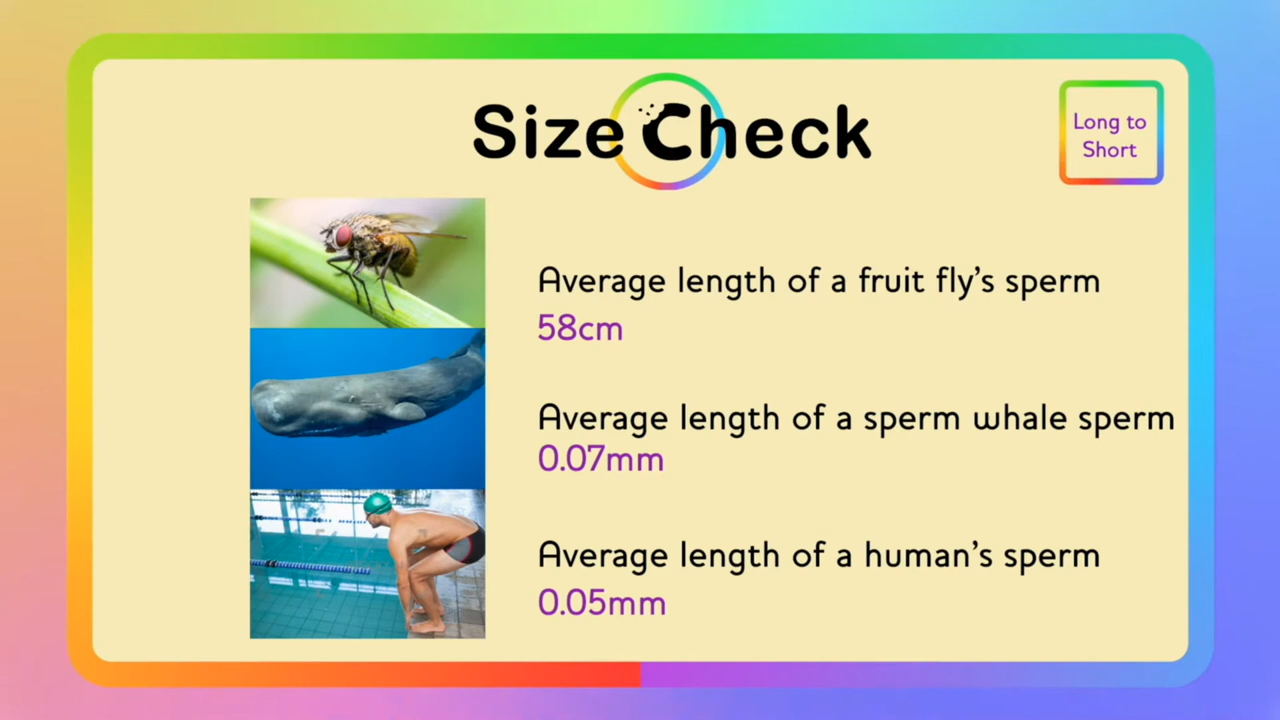 Size Check
Long to
Short
Average length of a fruit fly's sperm
58cm
Average length of a sperm whale sperm
0.07mm
Average length of a human's sperm
0.05mm